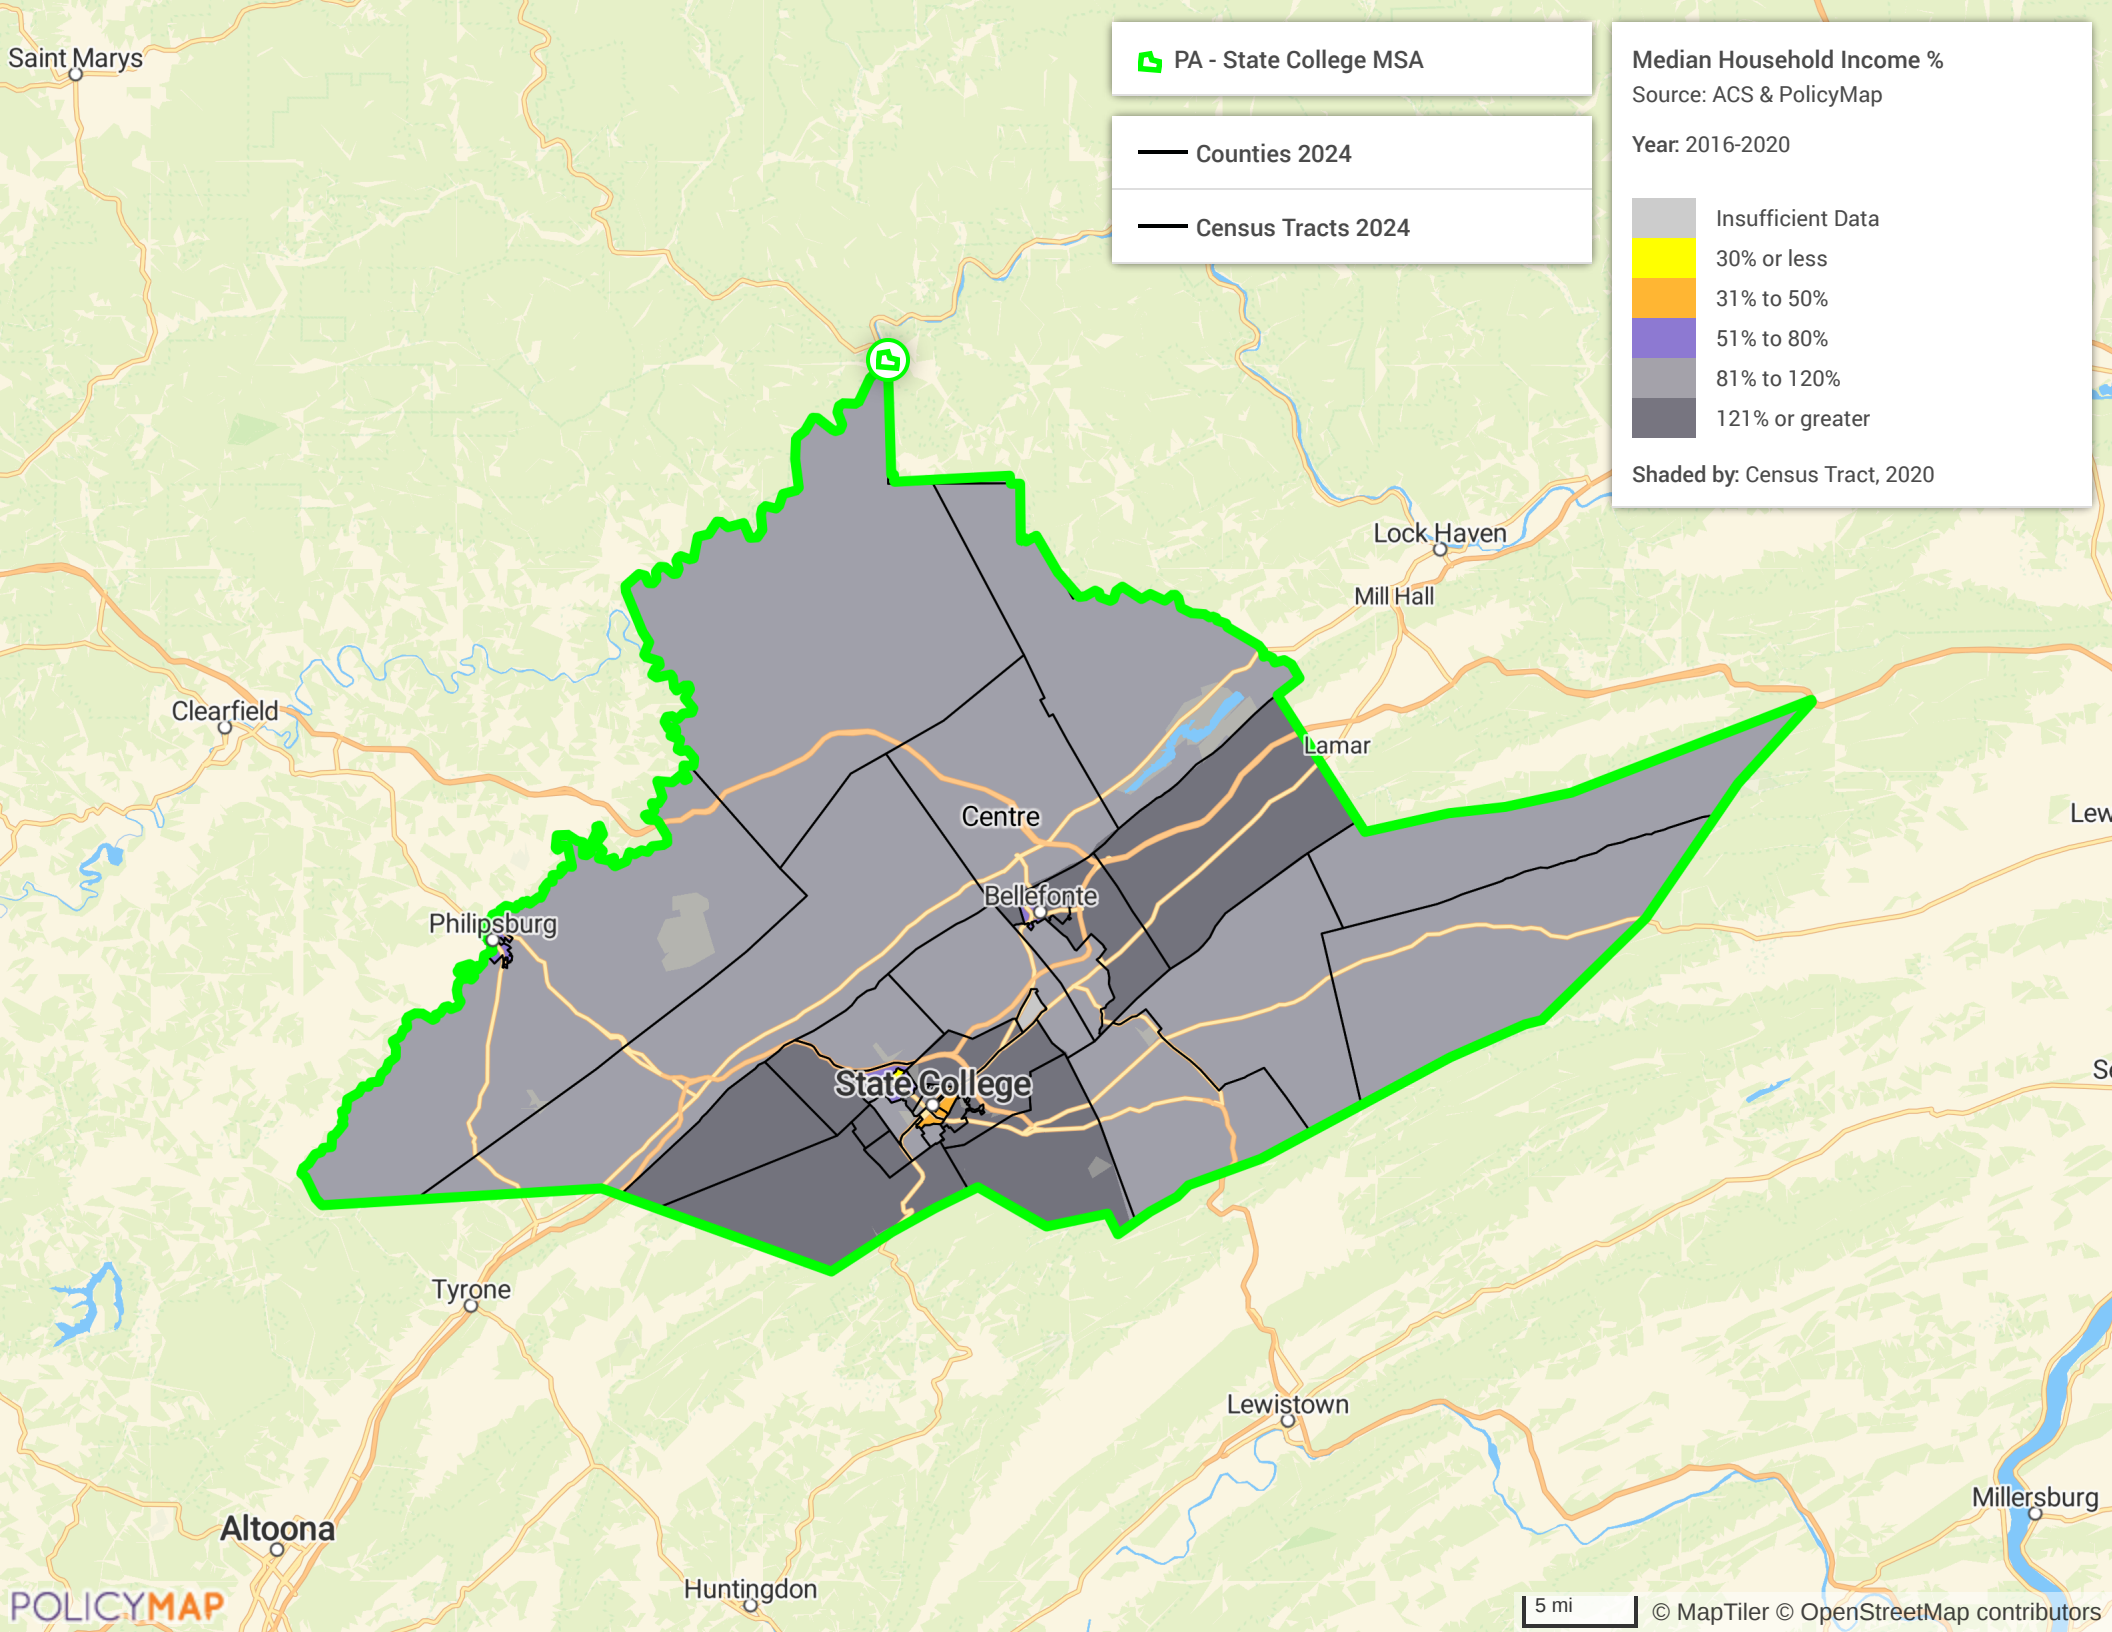 Saint Marys
PA - State College MSA
Counties 2024
Census Tracts 2024
Median Household Income %
Source: ACS & PolicyMap
Year: 2016-2020
Insufficient Data
30% or less
31% to 50%
51% to 80%
81% to 120%
121% or greater
Shaded by: Census Tract, 2020
Lock Haven
Mill Hall
Clearfield
Lamar
Centre
Lew
Bellefonte
Philipsburg
State College
Se
Tyrone
Lewistown
Millersburg
Altoona
Huntingdon
POLICYMAP
5 mi
© MapTiler © OpenStreetMap contributors